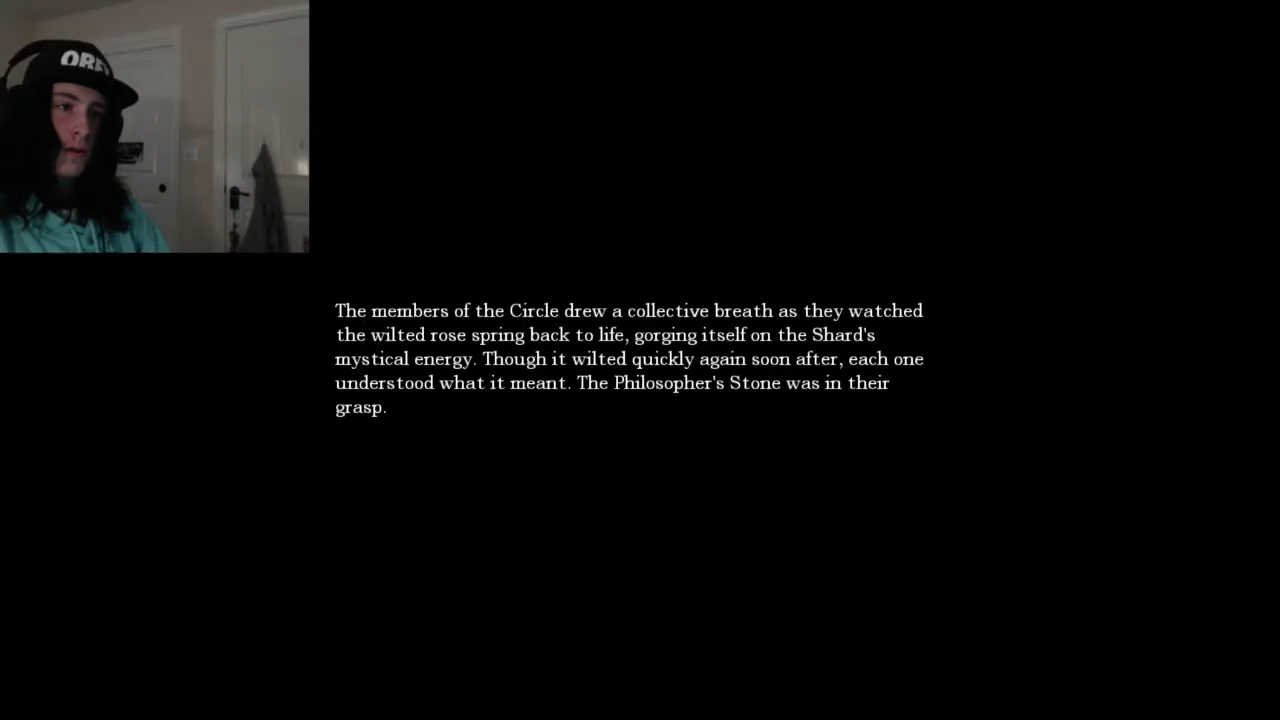 OBEY
The members of the Circle drew a collective breath as they watched
the wilted rose spring back to life, gorging itself on the Shard's
mystical energy. Though it wilted quickly again soon after, each one
understood what it meant. The Philosopher's Stone was in their
grasp.